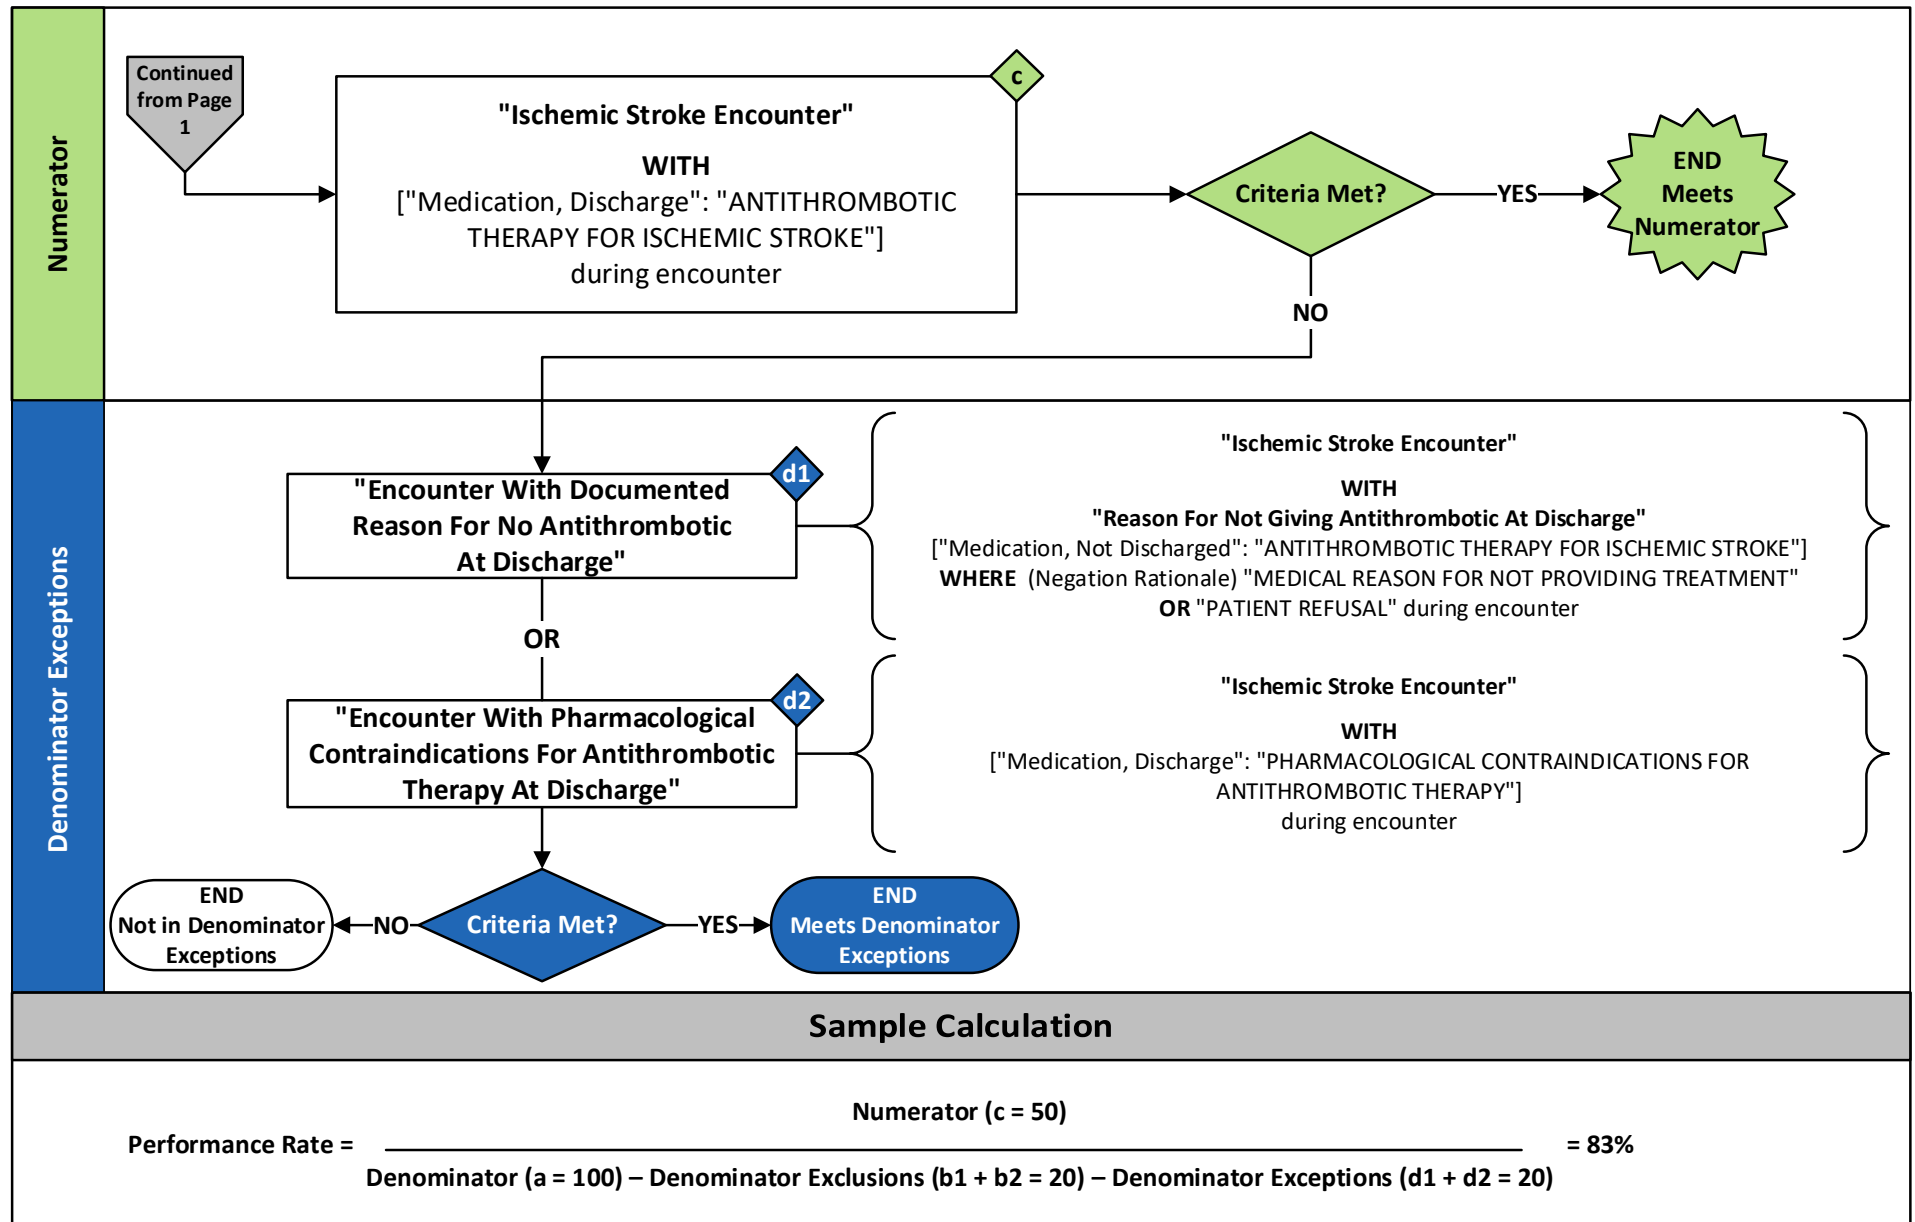 Numerator
Continued
from Page
1
c
"Ischemic Stroke Encounter"
WITH
["Medication, Discharge": "ANTITHROMBOTIC
THERAPY FOR ISCHEMIC STROKE"]
during encounter
Criteria Met?
YES
END
Meets
Numerator
NO
Denominator Exceptions
d1
"Encounter With Documented
Reason For No Antithrombotic
At Discharge"
"Ischemic Stroke Encounter"
WITH
"Reason For Not Giving Antithrombotic At Discharge"
["Medication, Not Discharged": "ANTITHROMBOTIC THERAPY FOR ISCHEMIC STROKE"]
WHERE (Negation Rationale) "MEDICAL REASON FOR NOT PROVIDING TREATMENT"
OR "PATIENT REFUSAL" during encounter
OR
d2
"Encounter With Pharmacological
Contraindications For Antithrombotic
Therapy At Discharge"
"Ischemic Stroke Encounter"
WITH
["Medication, Discharge": "PHARMACOLOGICAL CONTRAINDICATIONS FOR
ANTITHROMBOTIC THERAPY"]
during encounter
END
Not in Denominator
Exceptions
NO
Criteria Met?
YES
END
Meets Denominator
Exceptions
Sample Calculation
Numerator (c = 50)
Performance Rate =
= 83%
Denominator (a = 100) – Denominator Exclusions (b1 + b2 = 20) – Denominator Exceptions (d1 + d2 = 20)